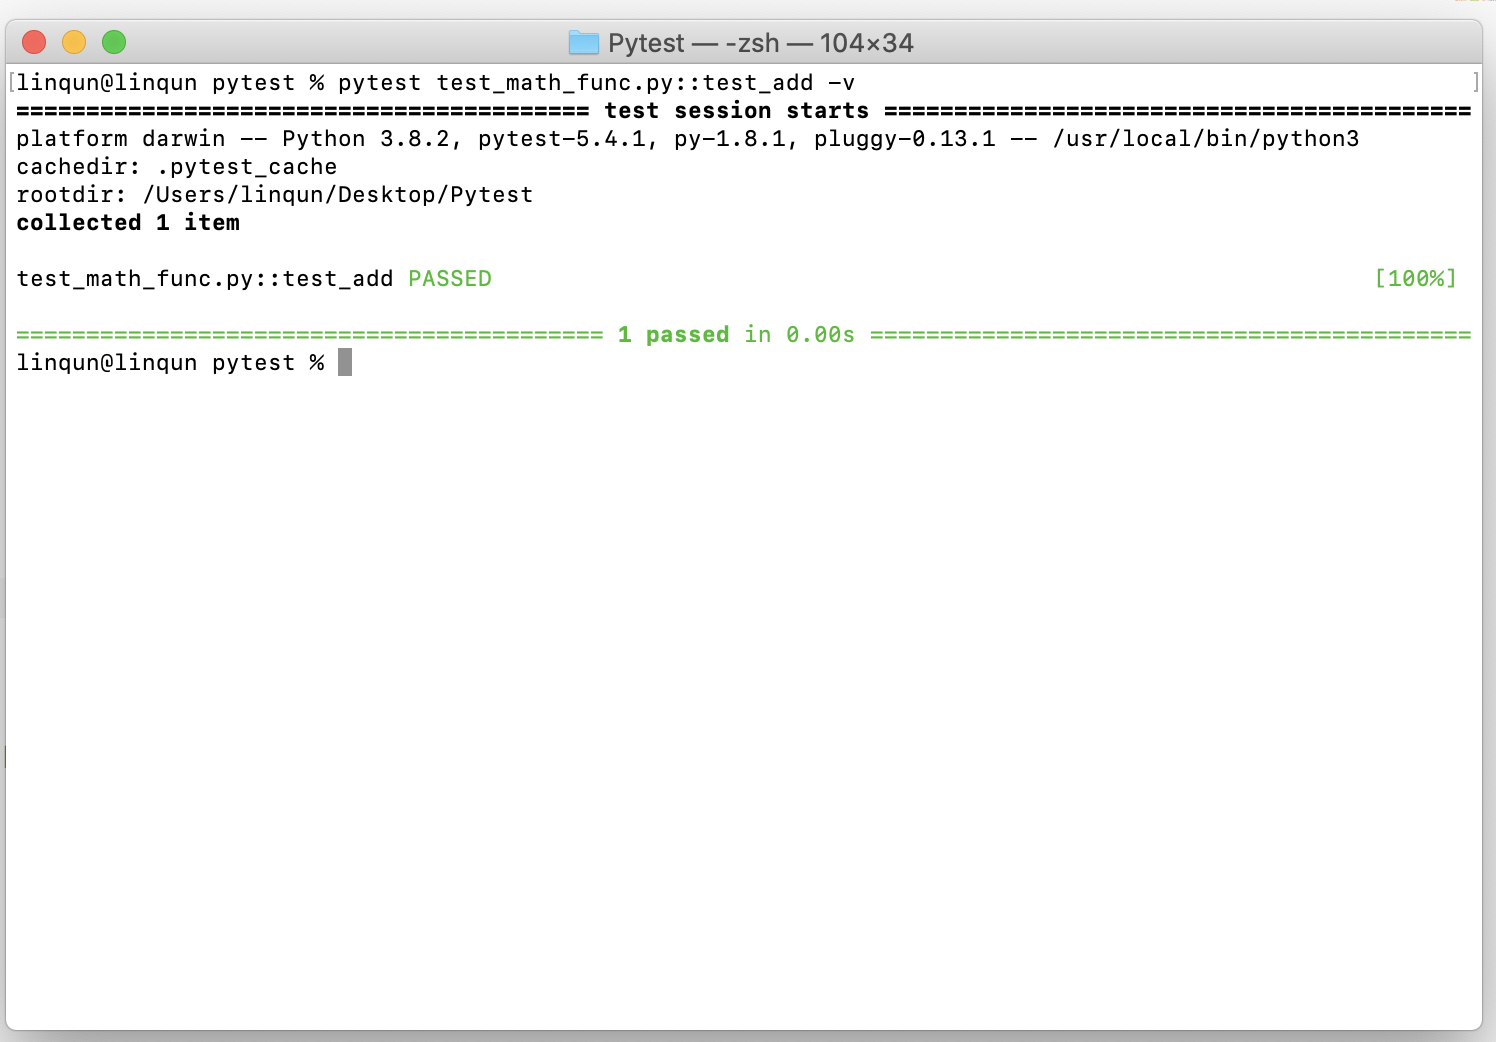 Pytest — -zsh — 104×34
[linqun@linqun pytest % pytest test_math_func.py::test_add -v ]
========================================= test session starts ==========================================
platform darwin -- Python 3.8.2, pytest-5.4.1, py-1.8.1, pluggy-0.13.1 -- /usr/local/bin/python3
cachedir: .pytest_cache
rootdir: /Users/linqun/Desktop/Pytest
collected 1 item
test_math_func.py::test_add PASSED [100%]
========================================== 1 passed in 0.00s ===========================================
linqun@linqun pytest %